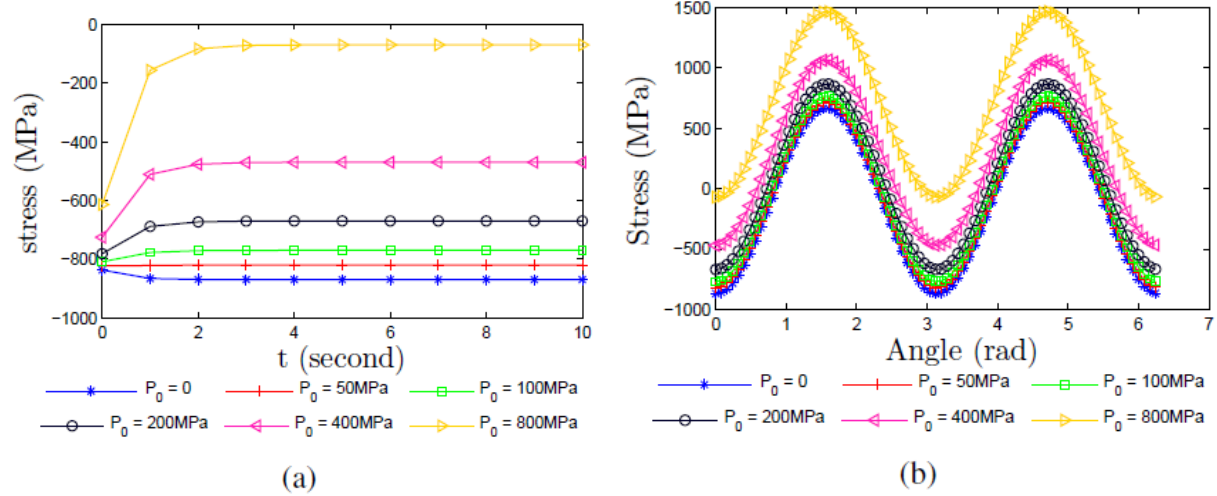 0
−200
−400
−600
−800
−1000
stress (MPa)
0 2 4 6 8 10
t (second)
P0 = 0 P0 = 50MPa P0 = 100MPa
P0 = 200MPa P0 = 400MPa P0 = 800MPa
(a)
1500
1000
500
0
−500
−1000
Stress (MPa)
0 1 2 3 4 5 6 7
Angle (rad)
P0 = 0 P0 = 50MPa P0 = 100MPa
P0 = 200MPa P0 = 400MPa P0 = 800MPa
(b)